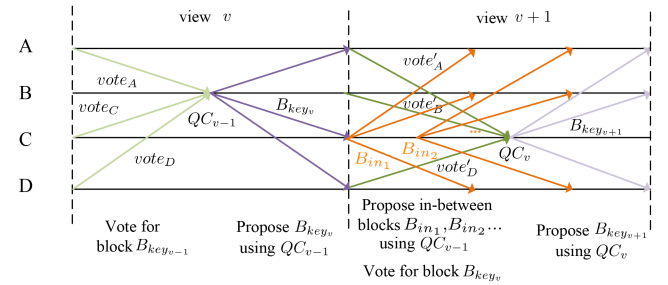 view v
view v + 1
A
B
C
D
vote_A
vote_C
vote_D
QC_{v−1}
B_{key_v}
vote'_A
vote'_B
...
B_{in_1}
B_{in_2}
vote'_D
QC_v
B_{key_{v+1}}
Vote for
block B_{key_{v−1}}
Propose B_{key_v}
using QC_{v−1}
Propose in-between
blocks B_{in_1},B_{in_2}...
using QC_{v−1}
Vote for block B_{key_v}
Propose B_{key_{v+1}}
using QC_v